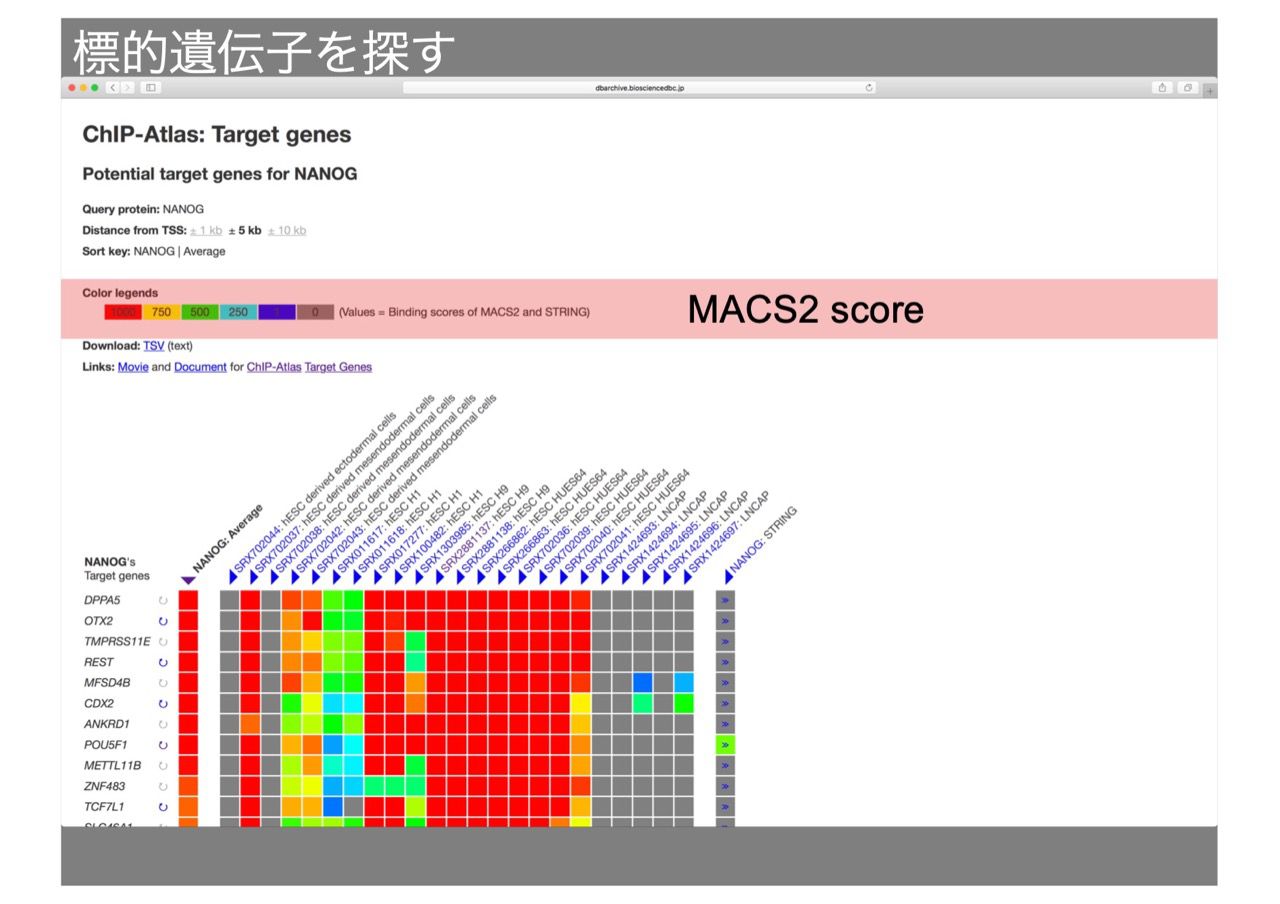 標的遺伝子を探す
dbarchive.biosciencedbc.jp
ChIP-Atlas: Target genes
Potential target genes for NANOG
Query protein: NANOG
Distance from TSS: ± 1 kb ± 5 kb ± 10 kb
Sort key: NANOG | Average
Color legends
1000 750 500 250 1 0 (Values = Binding scores of MACS2 and STRING)
MACS2 score
Download: TSV (text)
Links: Movie and Document for ChIP-Atlas Target Genes
NANOG: Average
SRX702044: hESC derived ectodermal cells
SRX702037: hESC derived mesendodermal cells
SRX702038: hESC derived mesendodermal cells
SRX702042: hESC derived mesendodermal cells
SRX702043: hESC derived mesendodermal cells
SRX011617: hESC H1
SRX011618: hESC H1
SRX017277: hESC H1
SRX100482: hESC H1
SRX1303985: hESC H9
SRX2881137: hESC H9
SRX2881138: hESC H9
SRX266862: hESC HUES64
SRX266863: hESC HUES64
SRX702036: hESC HUES64
SRX702039: hESC HUES64
SRX702040: hESC HUES64
SRX702041: hESC HUES64
SRX1424693: LNCAP
SRX1424694: LNCAP
SRX1424695: LNCAP
SRX1424696: LNCAP
SRX1424697: LNCAP
NANOG: STRING
NANOG's
Target genes
DPPA5
OTX2
TMPRSS11E
REST
MFSD4B
CDX2
ANKRD1
POU5F1
METTL11B
ZNF483
TCF7L1